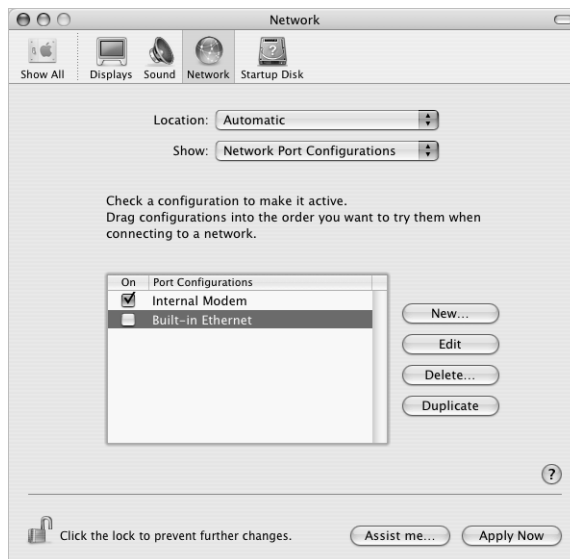 Network
Show All Displays Sound Network Startup Disk
Location: Automatic
Show: Network Port Configurations
Check a configuration to make it active.
Drag configurations into the order you want to try them when
connecting to a network.
On Port Configurations
Internal Modem
Built-in Ethernet
New...
Edit
Delete...
Duplicate
?
Click the lock to prevent further changes. Assist me... Apply Now